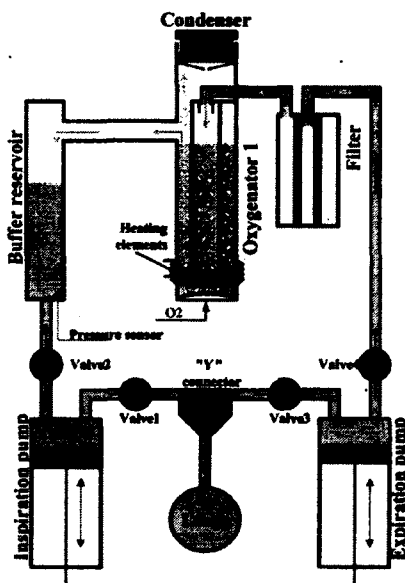 Condenser
Buffer reservoir
Oxygenator 1
Filter
Heating
elements
O2
Pressure sensor
Valve2
"Y"
connector
Valve4
Valve1
Valve3
Inspiration pump
Expiration pump